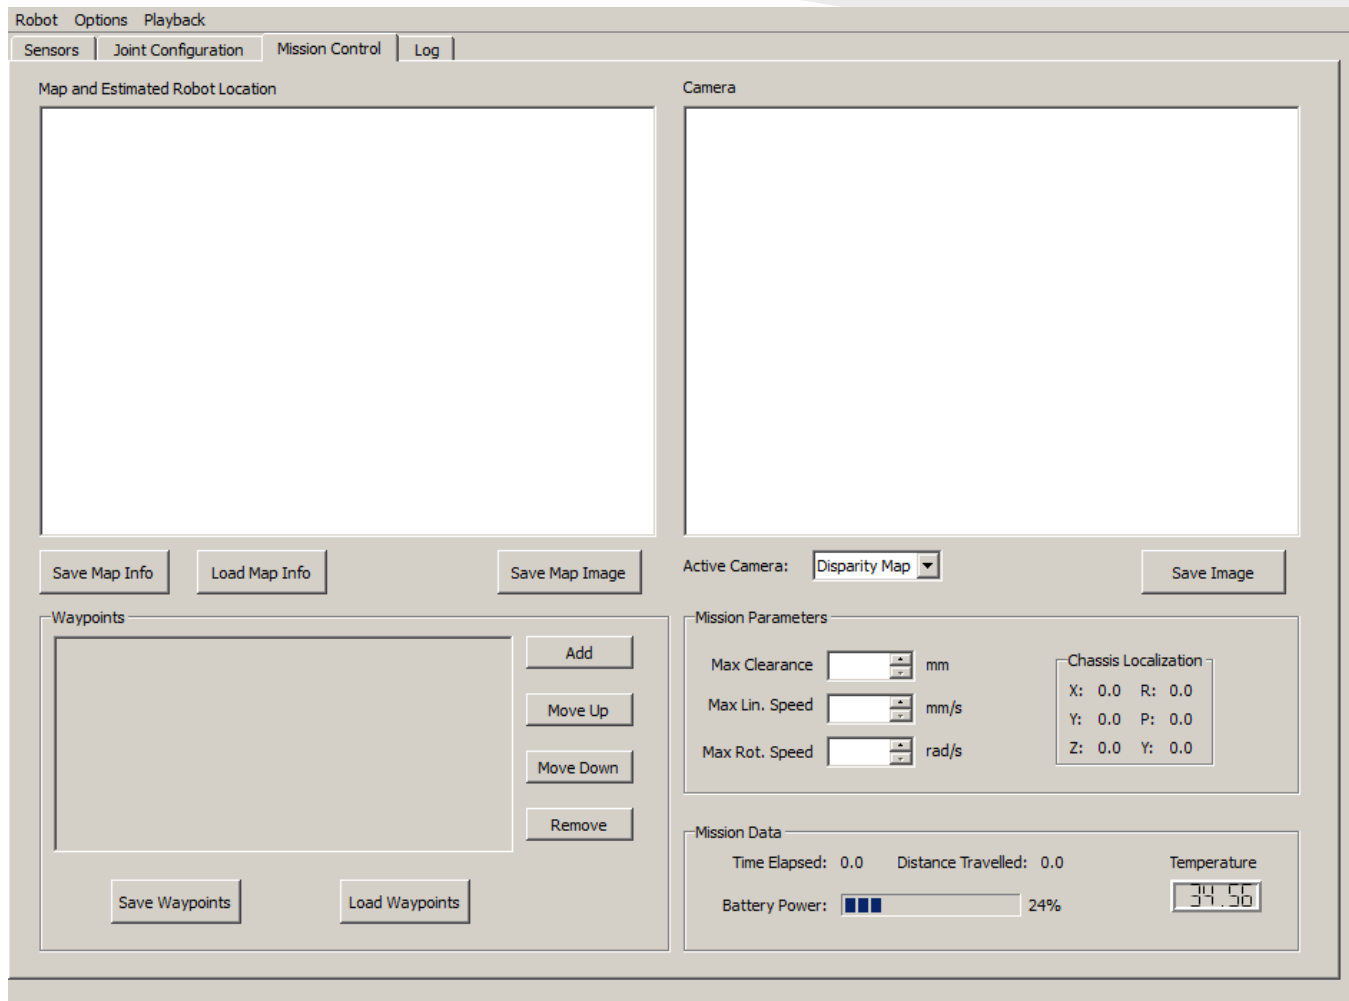 Robot Options Playback
Sensors Joint Configuration Mission Control Log
Map and Estimated Robot Location
Camera
Save Map Info Load Map Info Save Map Image
Active Camera: Disparity Map Save Image
Waypoints
Add
Move Up
Move Down
Remove
Save Waypoints Load Waypoints
Mission Parameters
Max Clearance mm
Max Lin. Speed mm/s
Max Rot. Speed rad/s
Chassis Localization
X: 0.0 R: 0.0
Y: 0.0 P: 0.0
Z: 0.0 Y: 0.0
Mission Data
Time Elapsed: 0.0 Distance Travelled: 0.0
Battery Power: 24%
Temperature
34.56